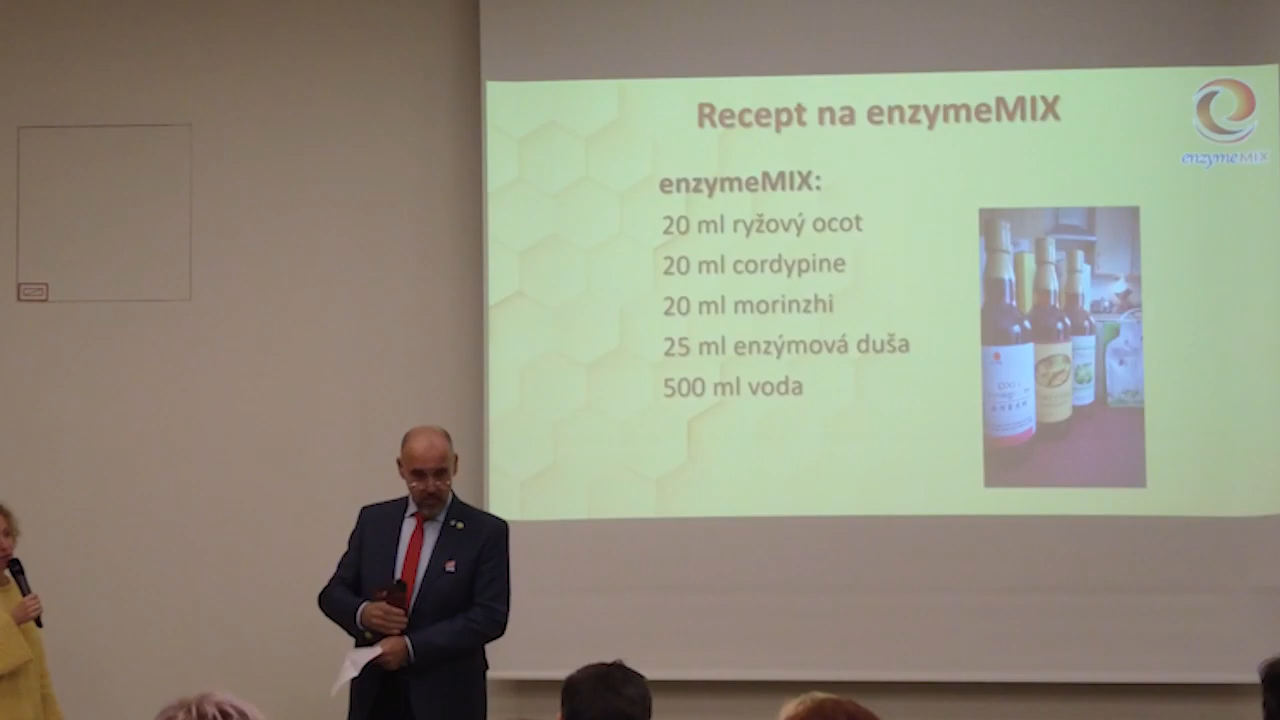 Recept na enzymeMIX
enzymeMIX
enzymeMIX:
20 ml ryžový ocot
20 ml cordypine
20 ml morinzhi
25 ml enzýmová duša
500 ml voda